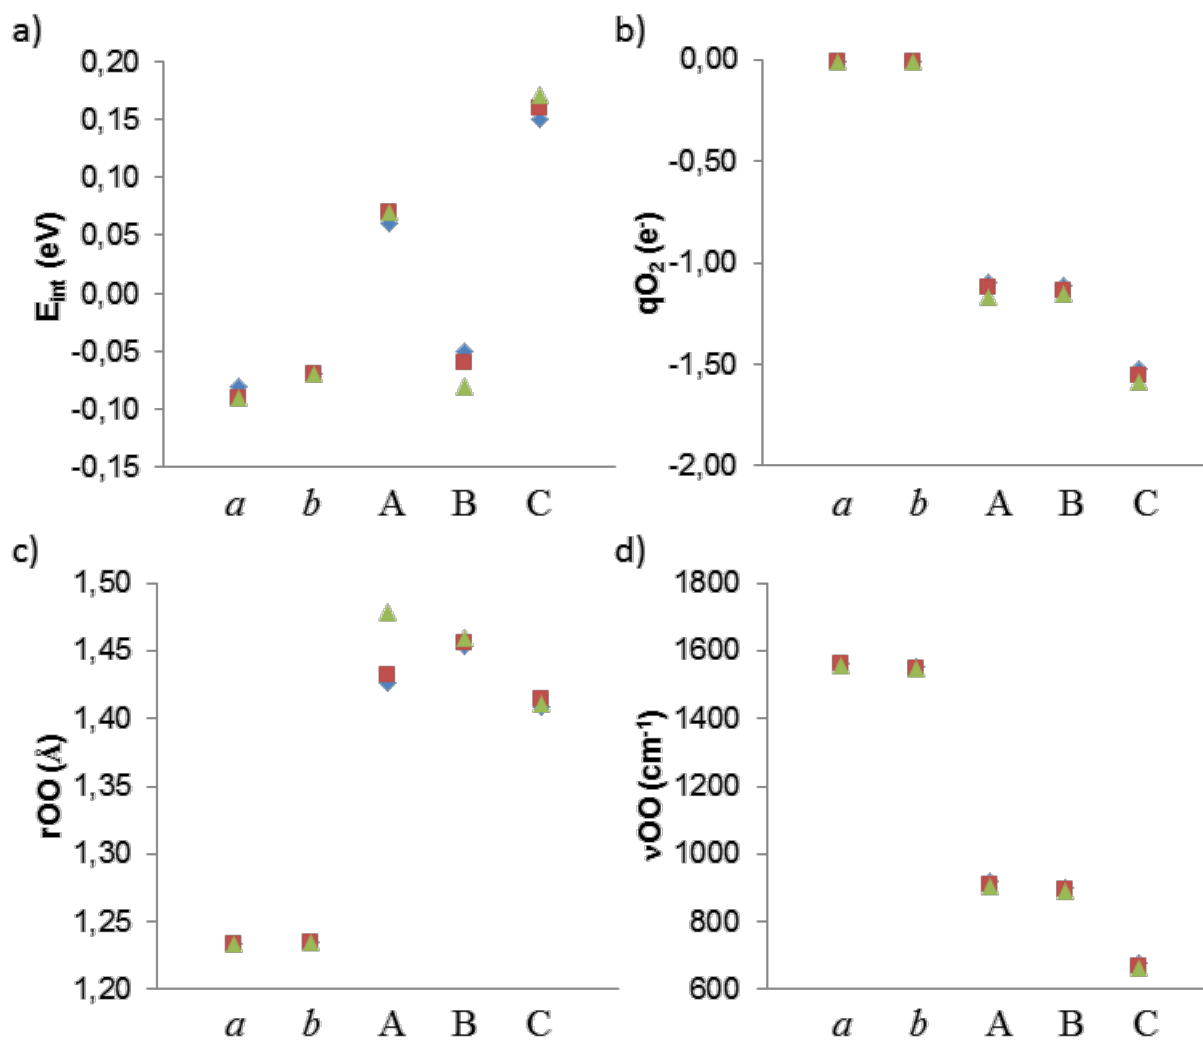 a)
0,20
0,15
0,10
0,05
0,00
-0,05
-0,10
-0,15
Eint (eV)
a b A B C
b)
0,00
-0,50
-1,00
-1,50
-2,00
qO2 (e-)
a b A B C
c)
1,50
1,45
1,40
1,35
1,30
1,25
1,20
rOO (Å)
a b A B C
d)
1800
1600
1400
1200
1000
800
600
νOO (cm-1)
a b A B C